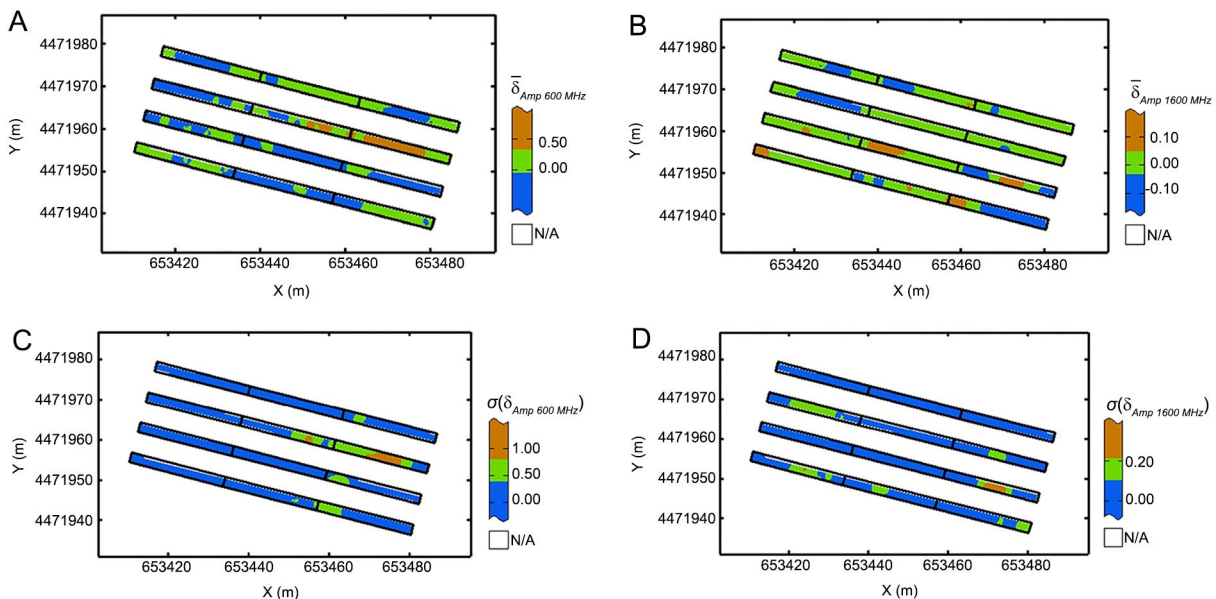 A
4471980
4471970
4471960
4471950
4471940
Y (m)
653420 653440 653460 653480
X (m)
δ̄ Amp 600 MHz
0.50
0.00
N/A
B
4471980
4471970
4471960
4471950
4471940
Y (m)
653420 653440 653460 653480
X (m)
δ̄ Amp 1600 MHz
0.10
0.00
-0.10
N/A
C
4471980
4471970
4471960
4471950
4471940
Y (m)
653420 653440 653460 653480
X (m)
σ(δ Amp 600 MHz)
1.00
0.50
0.00
N/A
D
4471980
4471970
4471960
4471950
4471940
Y (m)
653420 653440 653460 653480
X (m)
σ(δ Amp 1600 MHz)
0.20
0.00
N/A